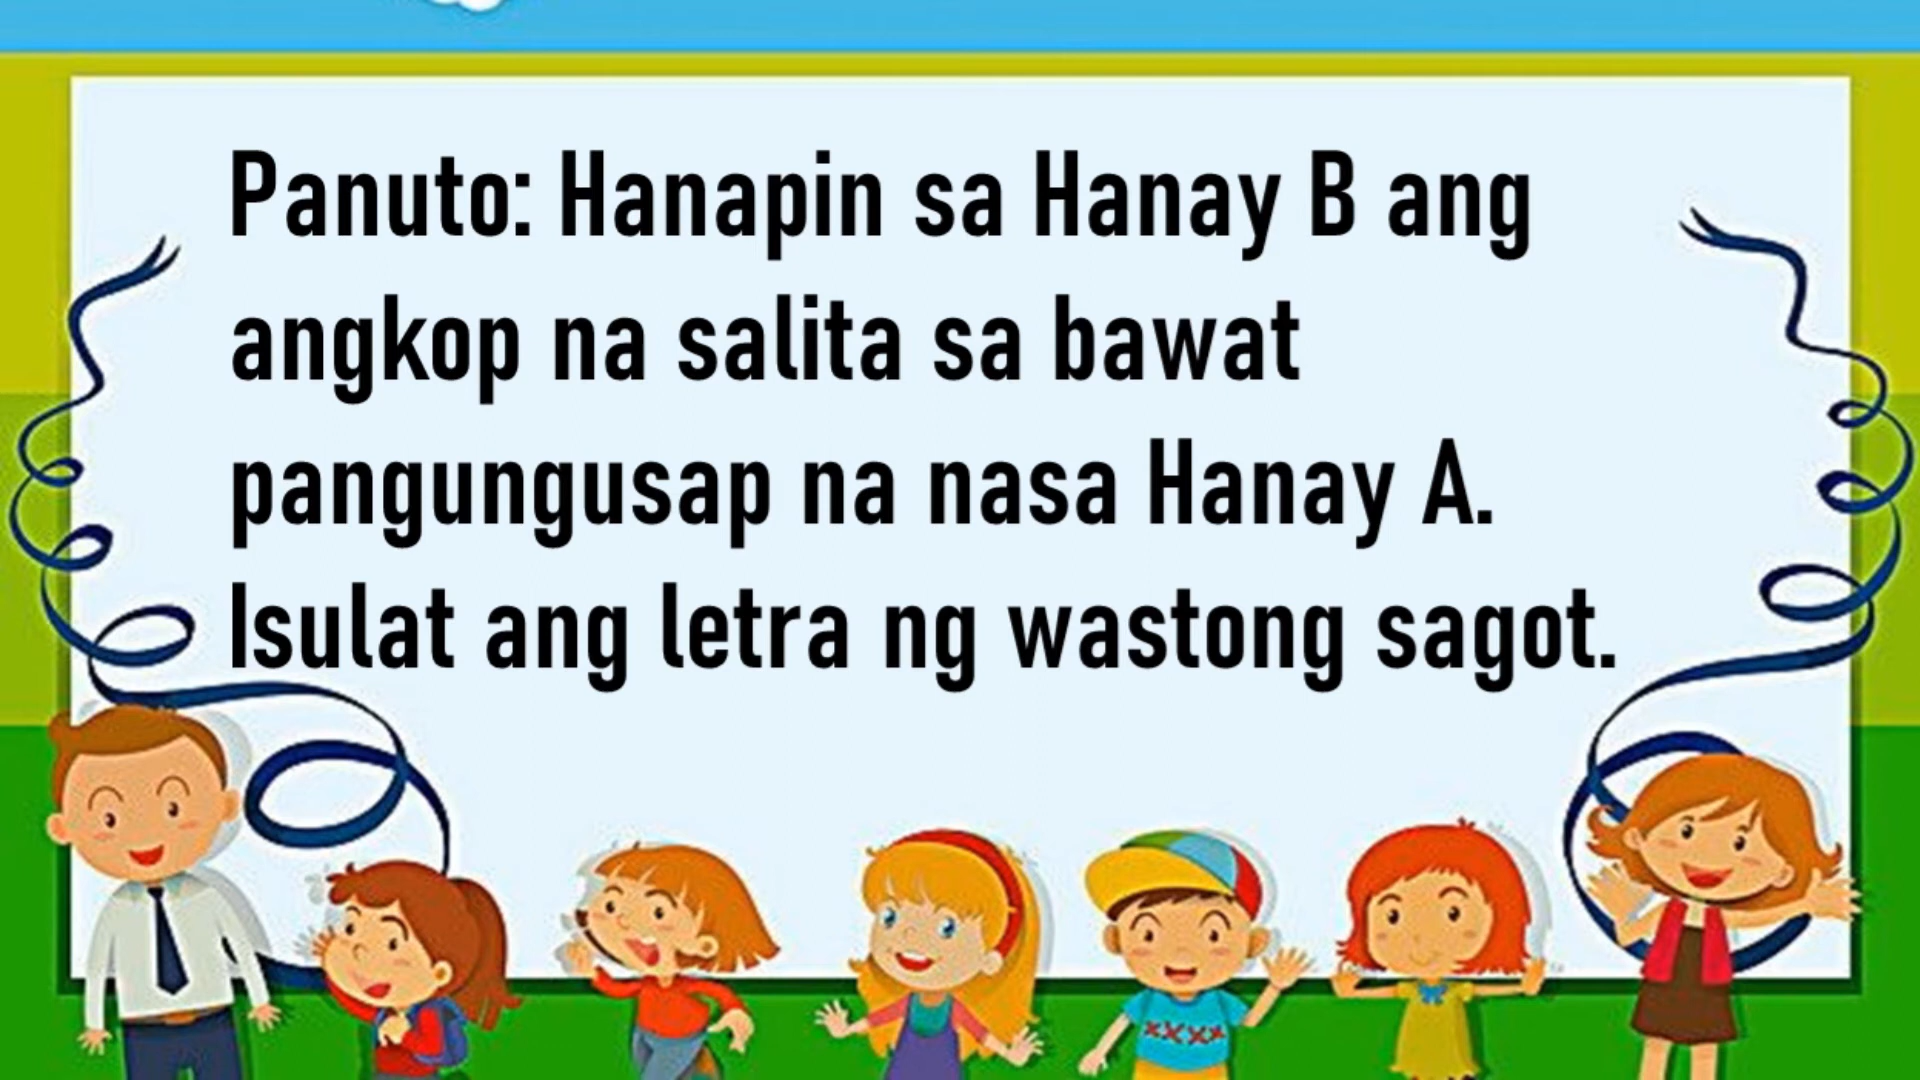 Panuto: Hanapin sa Hanay B ang
angkop na salita sa bawat
pangungusap na nasa Hanay A.
Isulat ang letra ng wastong sagot.